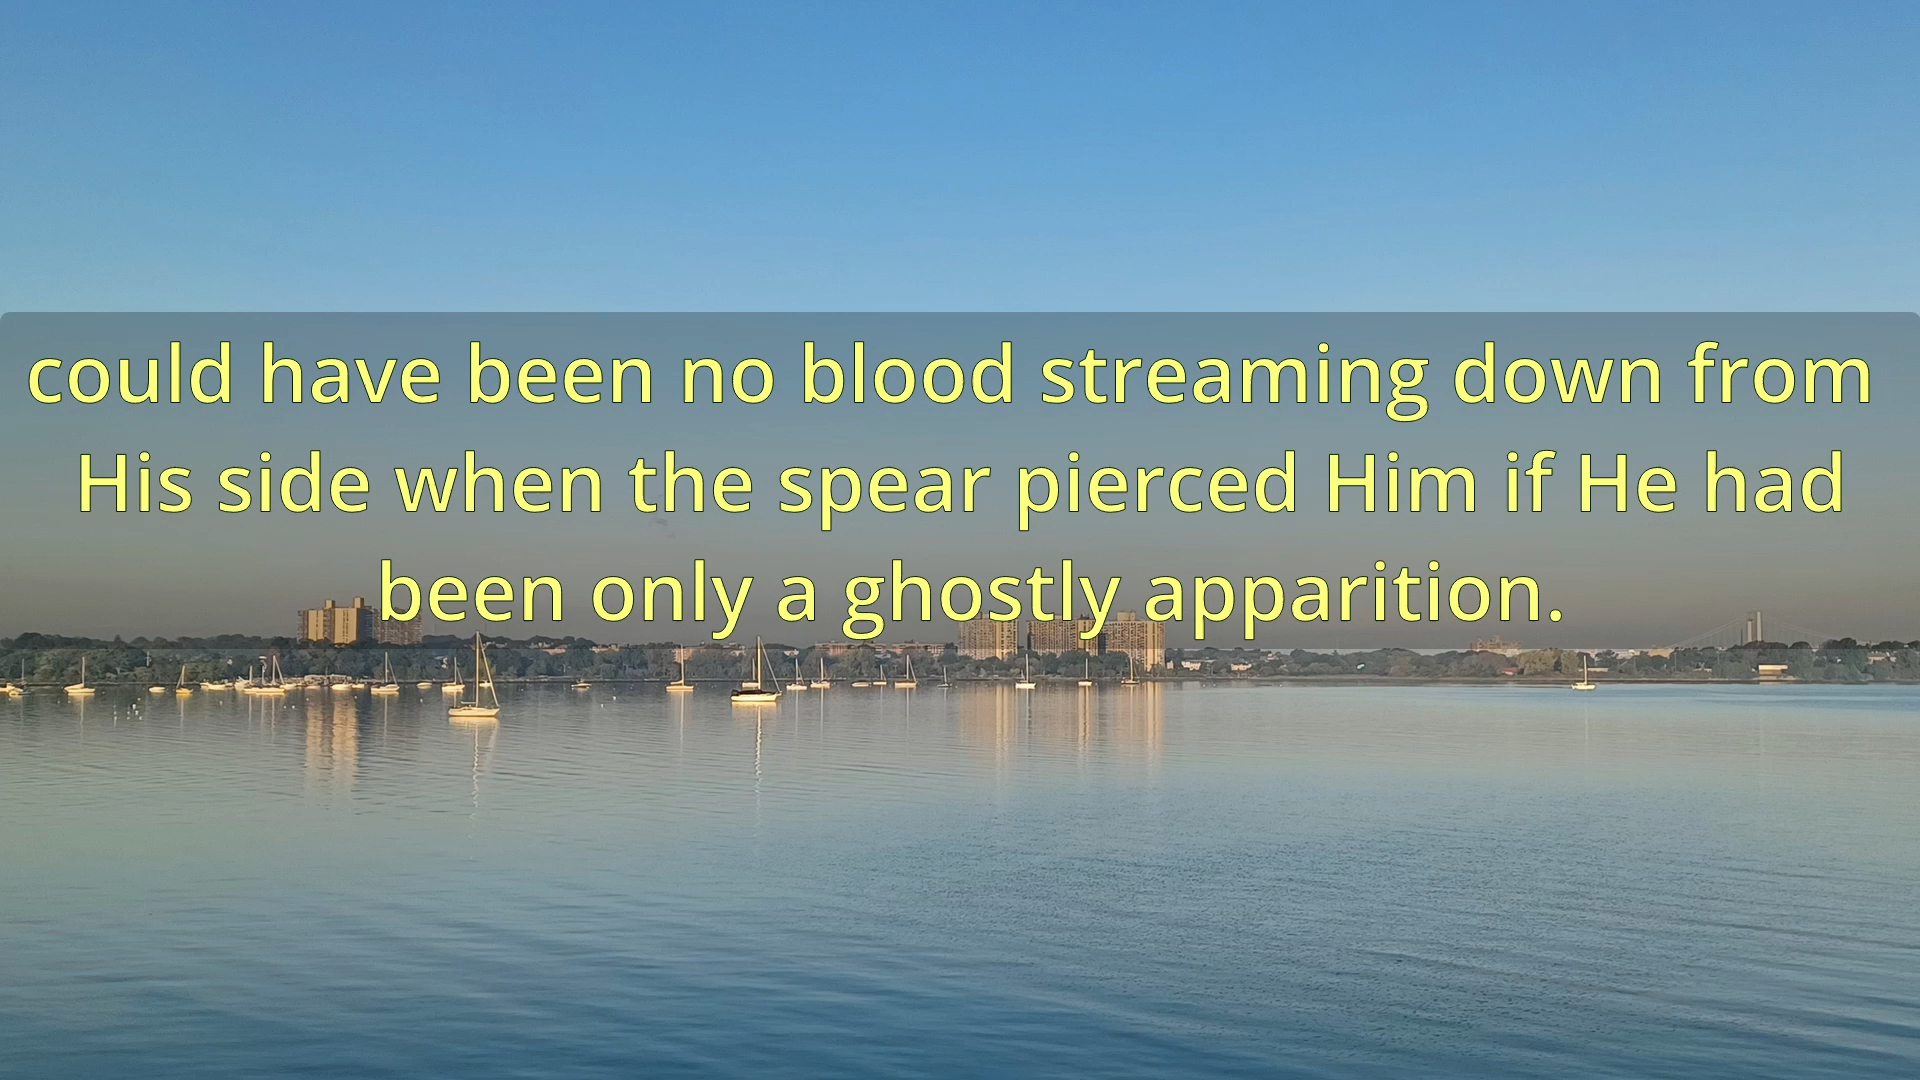 could have been no blood streaming down from
His side when the spear pierced Him if He had
been only a ghostly apparition.